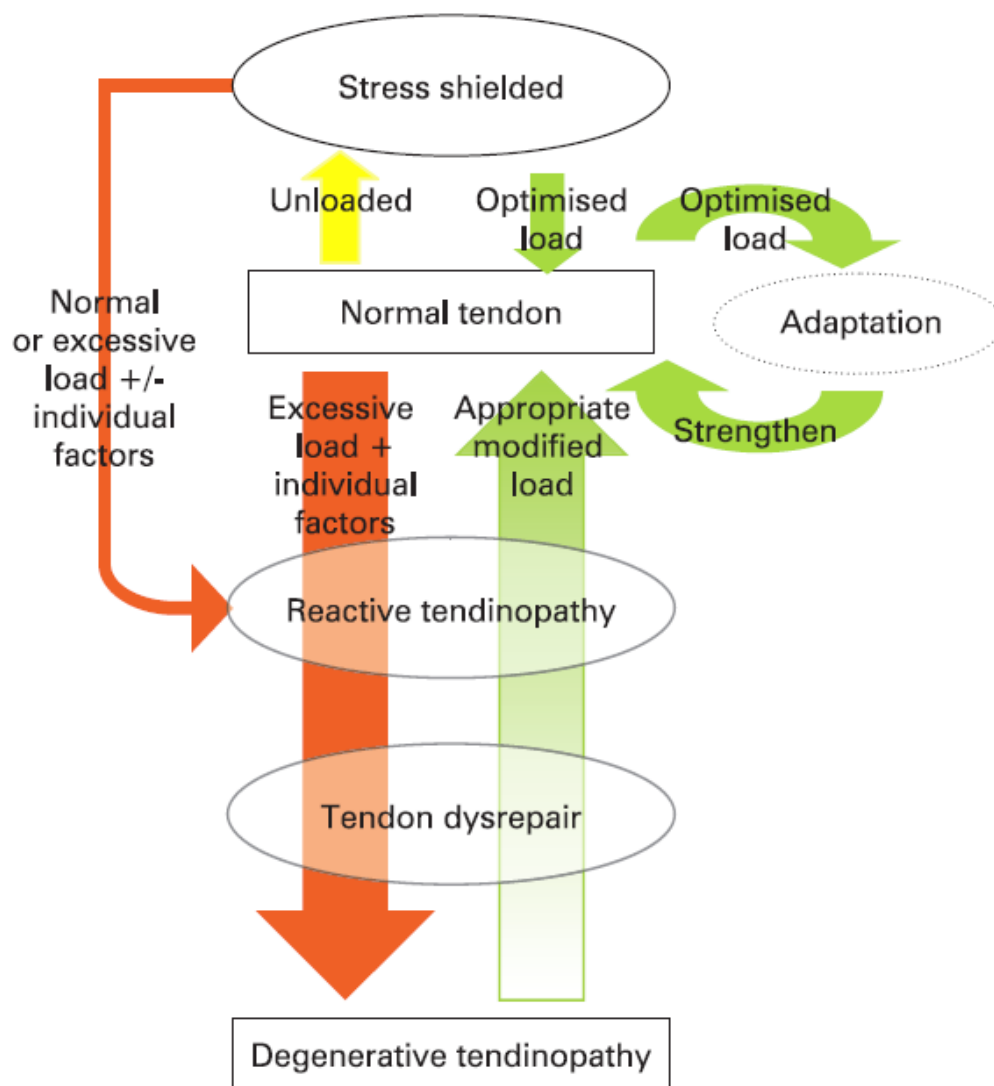 Stress shielded
Unloaded
Optimised
load
Optimised
load
Normal
or excessive
load +/-
individual
factors
Normal tendon
Adaptation
Excessive
load +
individual
factors
Appropriate
modified
load
Strengthen
Reactive tendinopathy
Tendon dysrepair
Degenerative tendinopathy